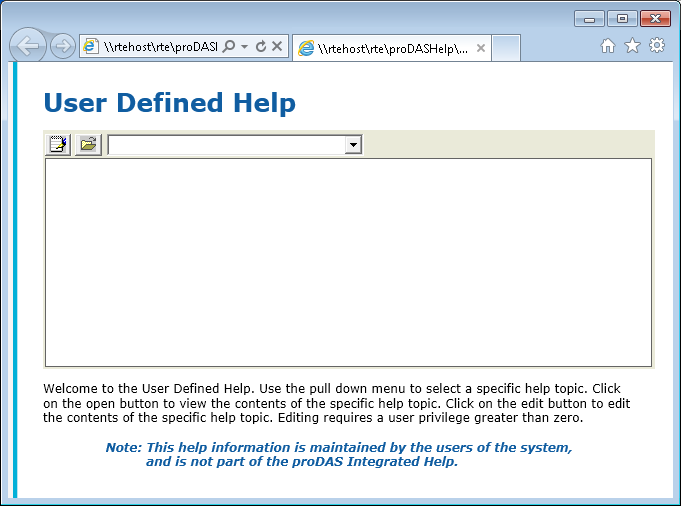 \\rtehost\rte\proDASI
\\rtehost\rte\proDASHelp\...
User Defined Help
Welcome to the User Defined Help. Use the pull down menu to select a specific help topic. Click
on the open button to view the contents of the specific help topic. Click on the edit button to edit
the contents of the specific help topic. Editing requires a user privilege greater than zero.
Note: This help information is maintained by the users of the system,
and is not part of the proDAS Integrated Help.